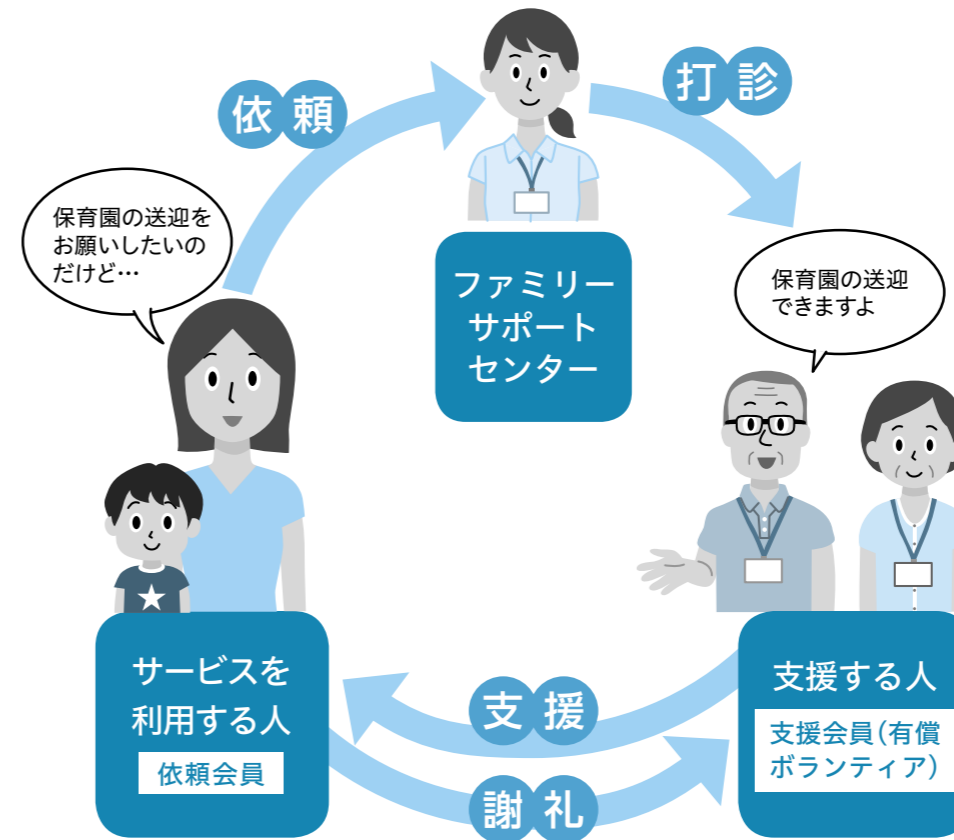 依頼
打診
保育園の送迎を
お願いしたいの
だけど…
ファミリー
サポート
センター
保育園の送迎
できますよ
サービスを
利用する人
依頼会員
支援する人
支援会員(有償
ボランティア)
支援
謝礼